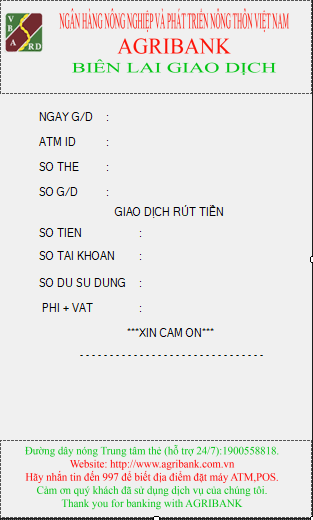 VBARD
NGÂN HÀNG NÔNG NGHIỆP VÀ PHÁT TRIỂN NÔNG THÔN VIỆT NAM
AGRIBANK
BIÊN LAI GIAO DỊCH
NGAY G/D :
ATM ID :
SO THE :
SO G/D :
GIAO DỊCH RÚT TIỀN
SO TIEN :
SO TAI KHOAN :
SO DU SU DUNG :
PHI + VAT :
***XIN CAM ON***
- - - - - - - - - - - - - - - - - - - - - - - - - - - -
Đường dây nóng Trung tâm thẻ (hỗ trợ 24/7):1900558818.
Website: http://www.agribank.com.vn
Hãy nhắn tin đến 997 để biết địa điểm đặt máy ATM,POS.
Cảm ơn quý khách đã sử dụng dịch vụ của chúng tôi.
Thank you for banking with AGRIBANK